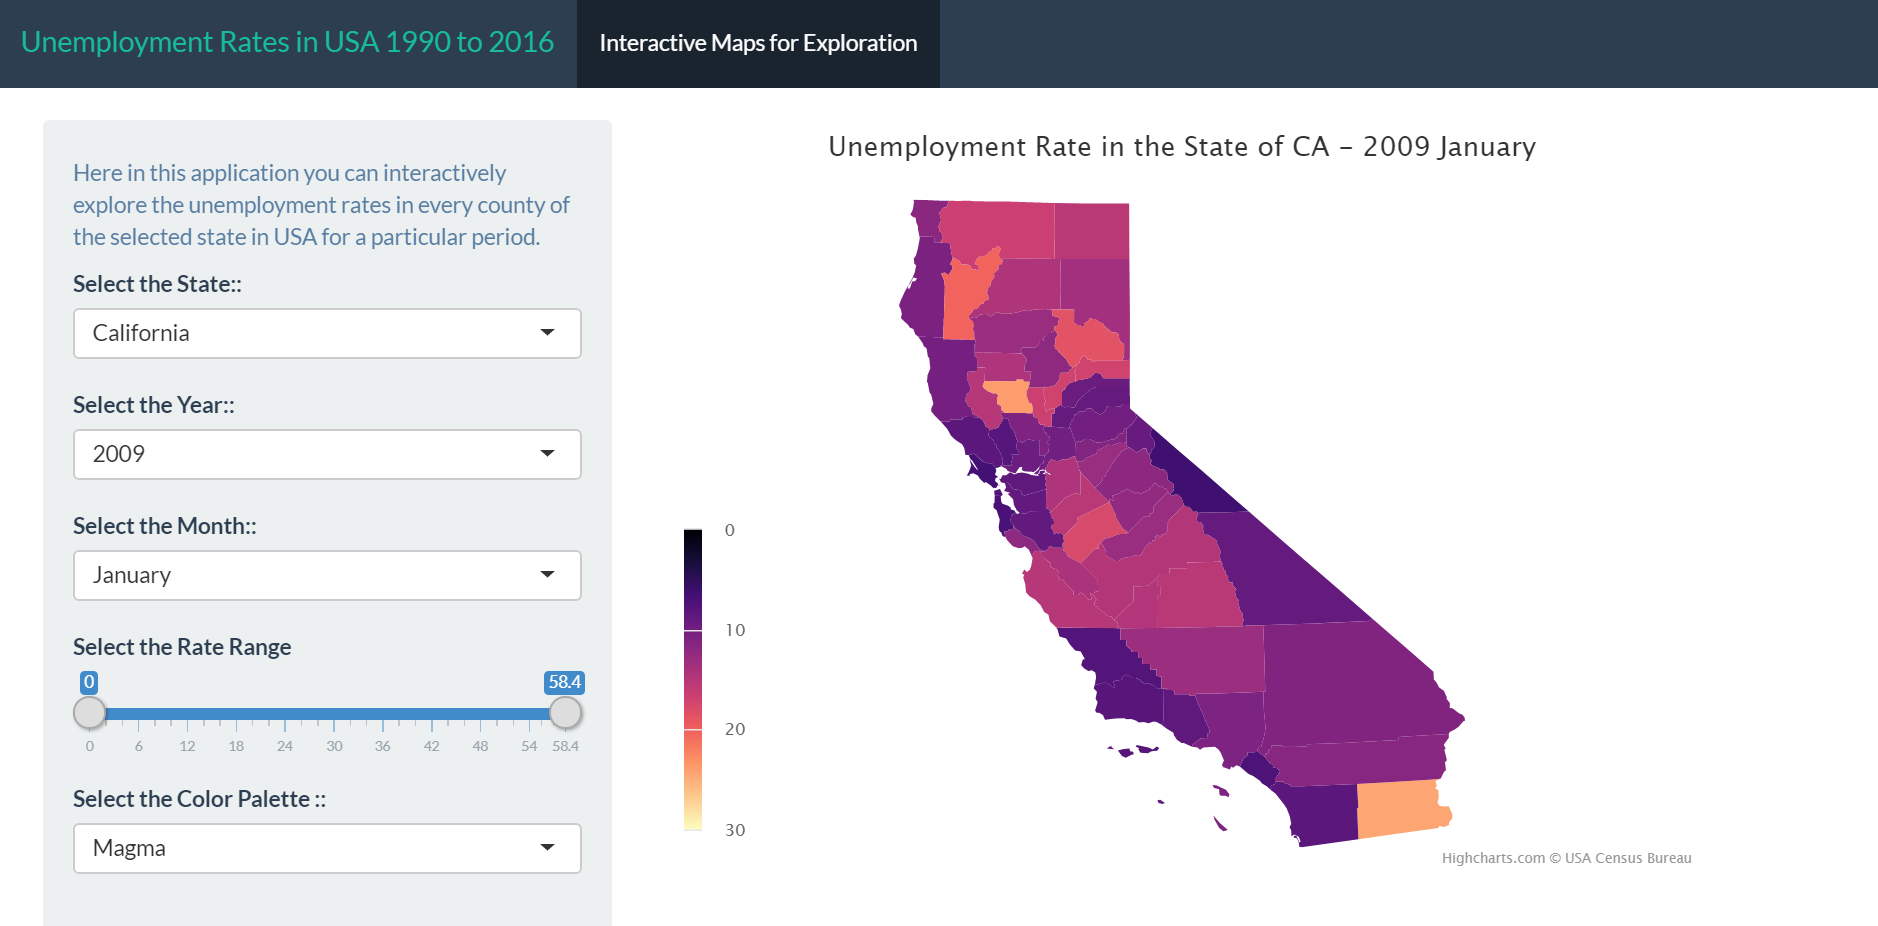 Unemployment Rates in USA 1990 to 2016
Interactive Maps for Exploration
Here in this application you can interactively
explore the unemployment rates in every county of
the selected state in USA for a particular period.
Select the State::
California
Select the Year::
2009
Select the Month::
January
Select the Rate Range
0 58.4
0 6 12 18 24 30 36 42 48 54 58.4
Select the Color Palette ::
Magma
Unemployment Rate in the State of CA – 2009 January
0
10
20
30
Highcharts.com © USA Census Bureau